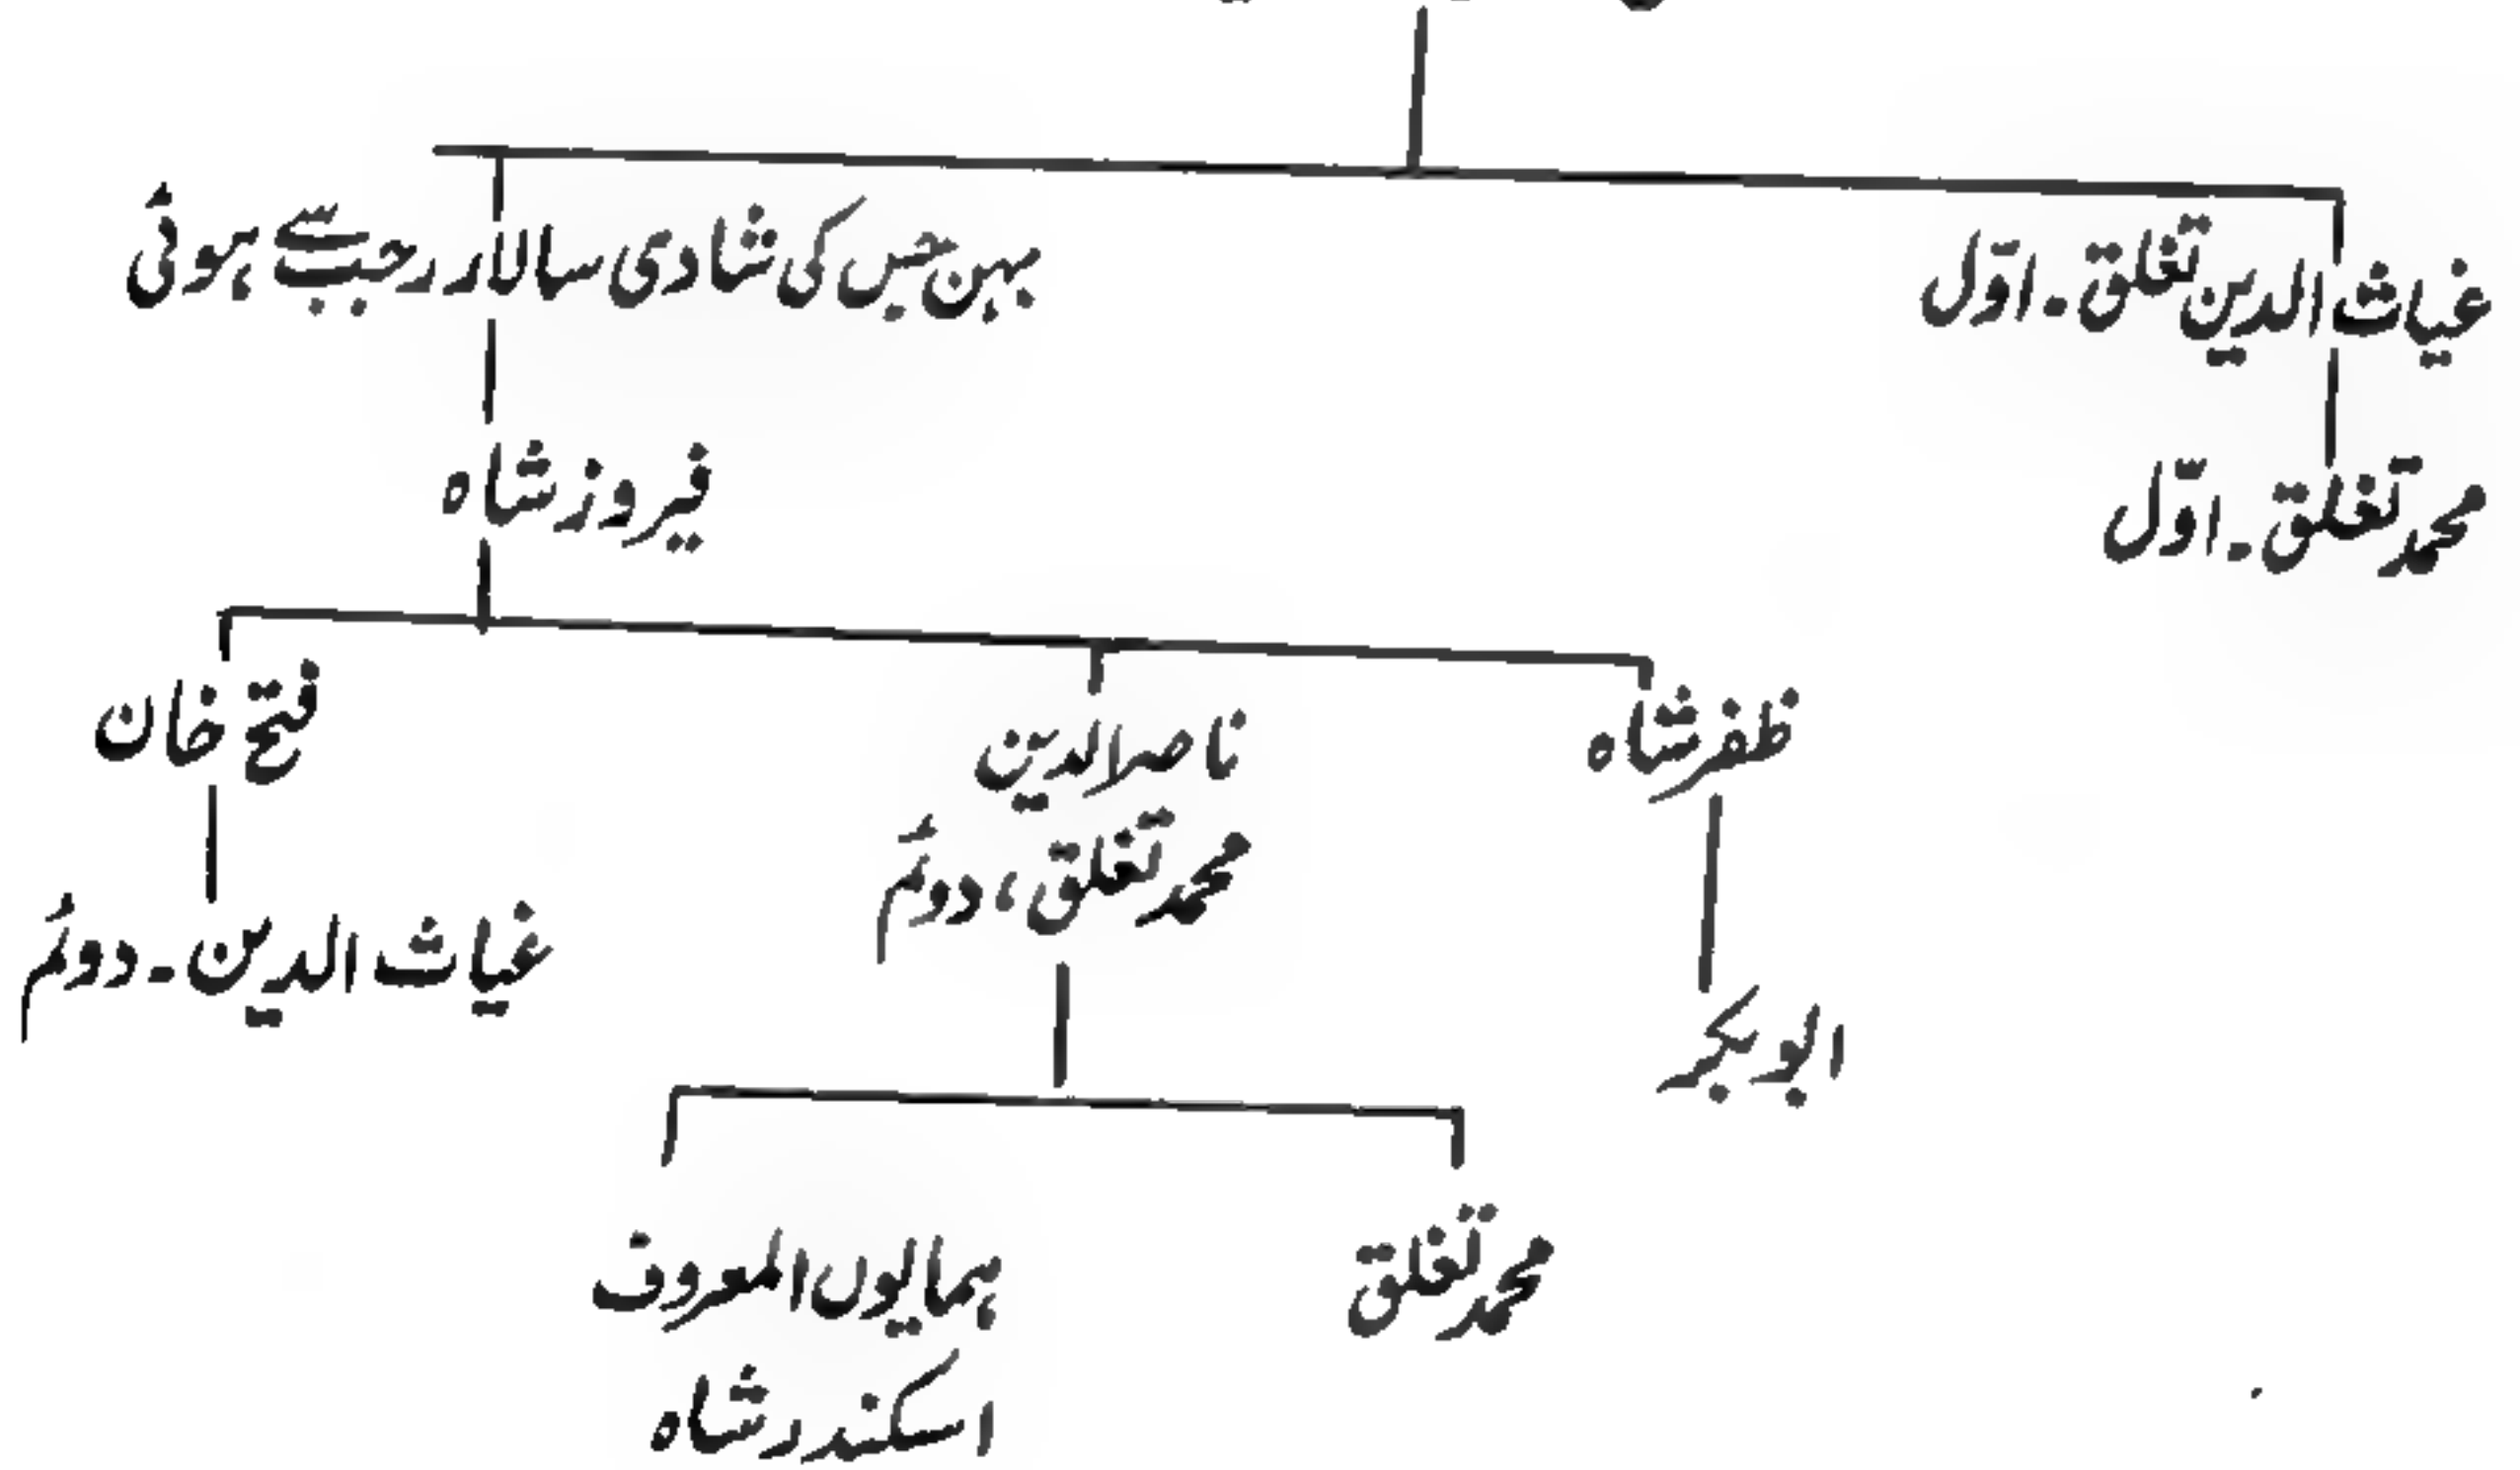 غیاث الدین تغلق۔ اوّل
بہن جس کی شادی سالار رجب سے ہوئی
محمد تغلق۔ اوّل
فیروز شاہ
ظفر شاہ
ناصر الدین
محمد تغلق، دوئم
فتح خان
ابو بکر
غیاث الدین۔ دوئم
محمد تغلق
ہمایوں المعروف
اسکندر شاہ